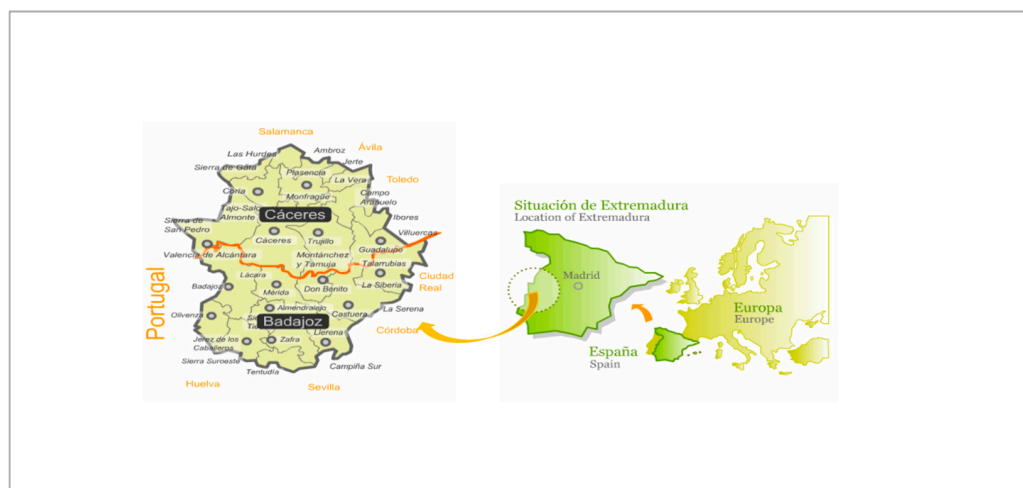 Salamanca
Ambroz
Ávila
Las Hurdes
Jerte
Sierra de Gata
Plasencia
La Vera
Toledo
Coria
Monfragüe
Campo
Arañuelo
Tajo-Salor
Almonte
Cáceres
Ibores
Sierra de
San Pedro
Villuercas
Cáceres
Trujillo
Guadalupe
Valencia de Alcántara
Montánchez
y Tamuja
Talarrubias
Portugal
Lácara
Ciudad
Real
Badajoz
Mérida
Don Benito
La Siberia
Olivenza
Almendralejo
Castuera
La Serena
Badajoz
Córdoba
Jerez de los
Caballeros
Zafra
Llerena
Sierra Suroeste
Tentudía
Campiña Sur
Huelva
Sevilla
Situación de Extremadura
Location of Extremadura
Madrid
Europa
Europe
España
Spain